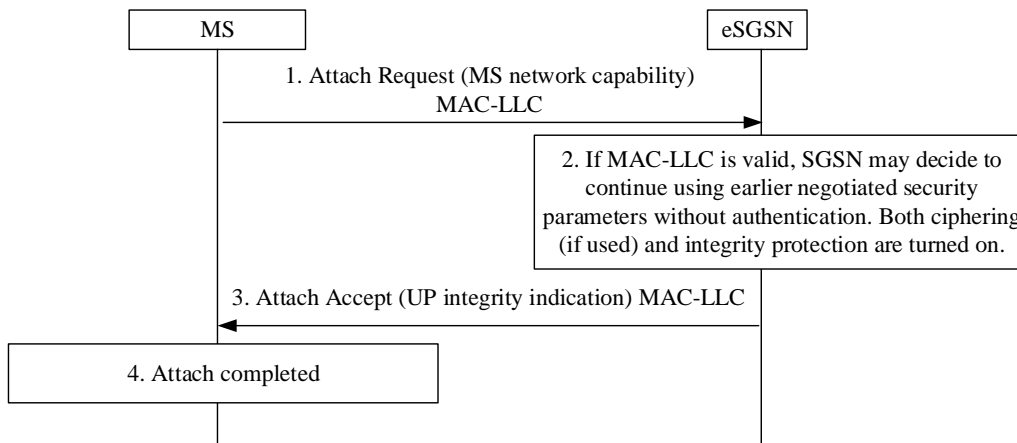 MS
eSGSN
1. Attach Request (MS network capability)
MAC-LLC
2. If MAC-LLC is valid, SGSN may decide to
continue using earlier negotiated security
parameters without authentication. Both ciphering
(if used) and integrity protection are turned on.
3. Attach Accept (UP integrity indication) MAC-LLC
4. Attach completed